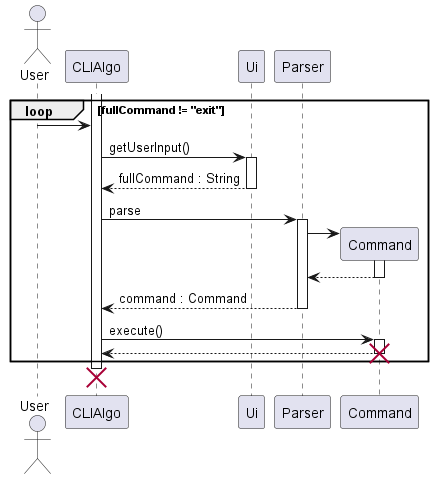 User
CLIAlgo
Ui
Parser
loop
[fullCommand != "exit"]
getUserInput()
fullCommand : String
parse
Command
command : Command
execute()
User
CLIAlgo
Ui
Parser
Command